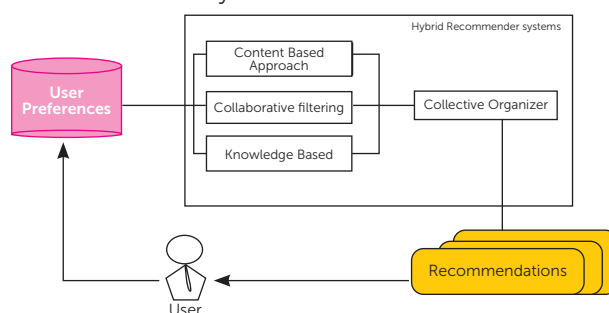 Hybrid Recommender systems
Content Based
Approach
User
Preferences
Collaborative filtering
Collective Organizer
Knowledge Based
Recommendations
User